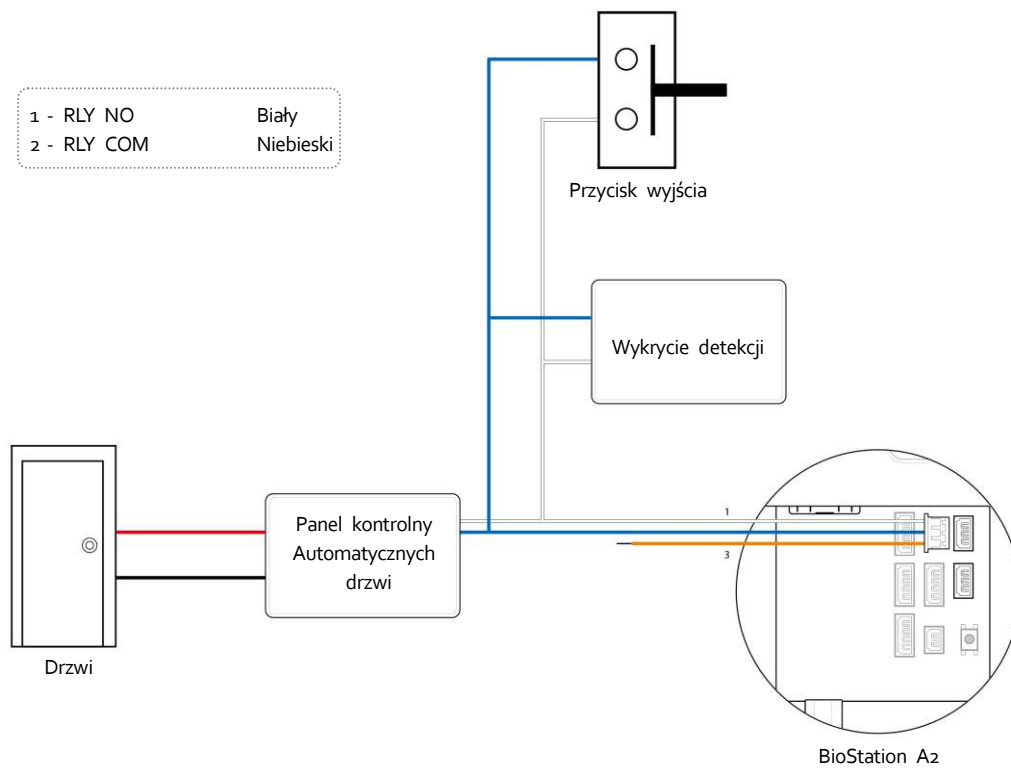 1 - RLY NO Biały
2 - RLY COM Niebieski
Przycisk wyjścia
Wykrycie detekcji
Panel kontrolny
Automatycznych
drzwi
1
3
Drzwi
BioStation A2